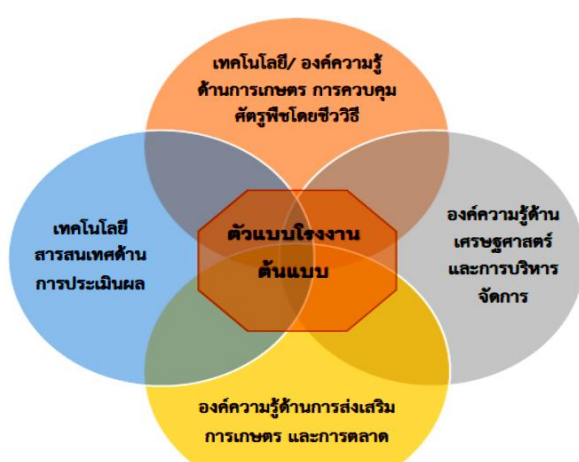 เทคโนโลยี/ องค์ความรู้
ด้านการเกษตร การควบคุม
ศัตรูพืชโดยชีววิธี
เทคโนโลยี
สารสนเทศด้าน
การประเมินผล
ตัวแบบโรงงาน
ต้นแบบ
องค์ความรู้ด้าน
เศรษฐศาสตร์
และการบริหาร
จัดการ
องค์ความรู้ด้านการส่งเสริม
การเกษตร และการตลาด